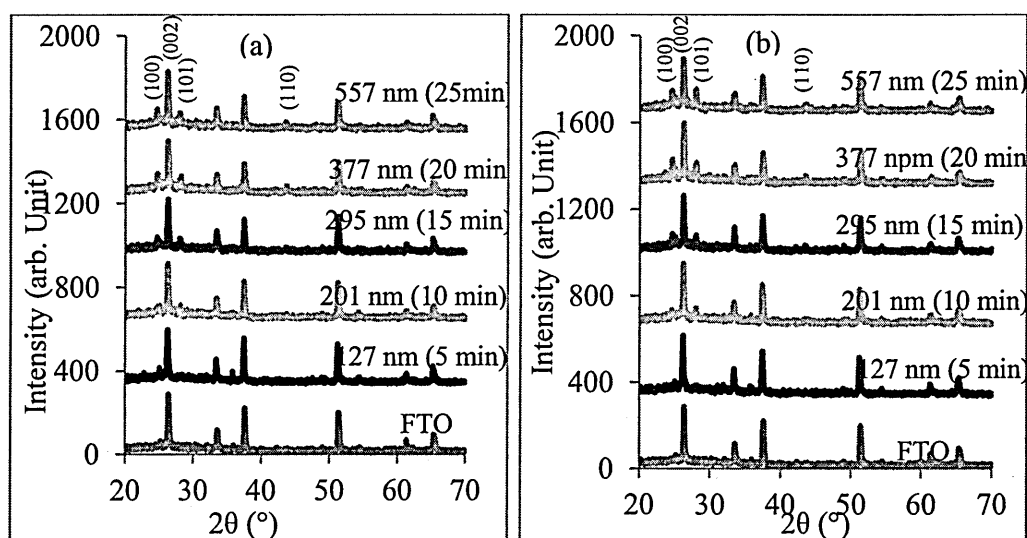 (a)
2000
1600
1200
800
400
0
Intensity (arb. Unit)
(100)
(002)
(101)
(110)
557 nm (25min)
377 nm (20 min)
295 nm (15 min)
201 nm (10 min)
127 nm (5 min)
FTO
20 30 40 50 60 70
2θ (°)
(b)
2000
1600
1200
800
400
0
Intensity (arb. Unit)
(100)
(002
(101)
(110)
557 nm (25 min)
377 npm (20 min
295 nm (15 min)
201 nm (10 min)
127 nm (5 min)
FTO
20 30 40 50 60 70
2θ (°)